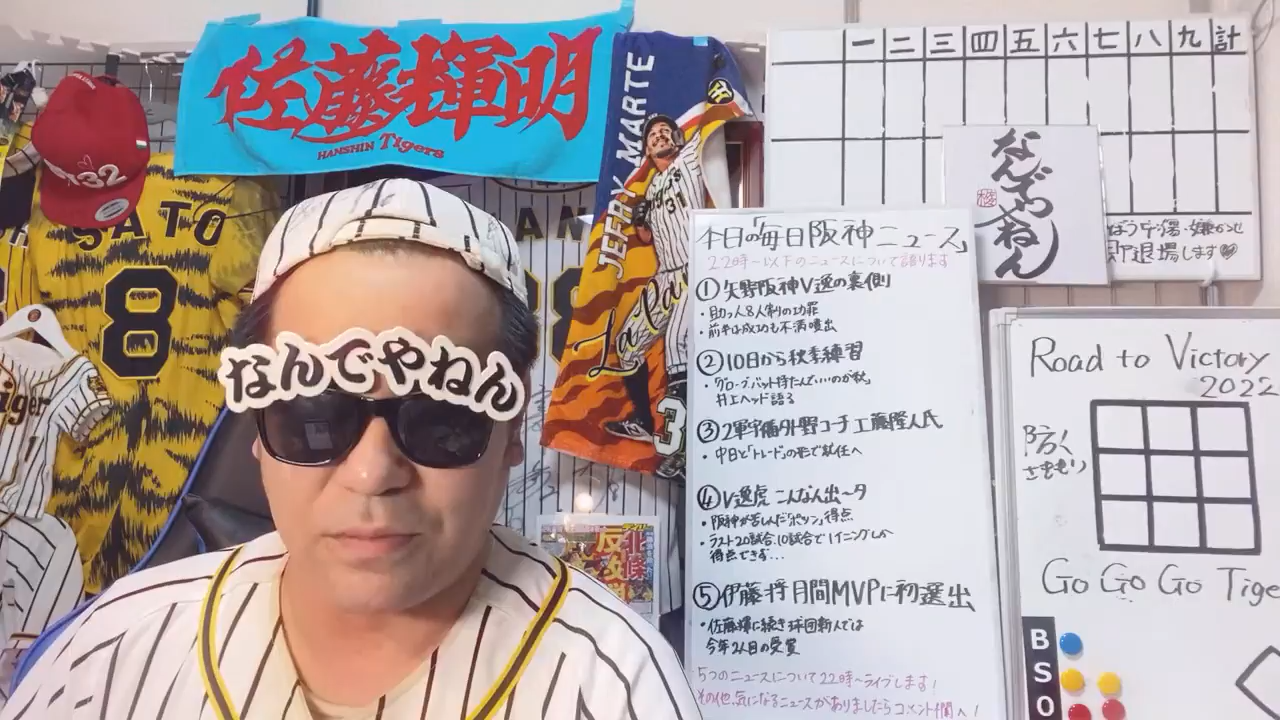 佐藤輝明
HANSHIN Tigers
JEFRY MARTE
31
SATO
8
132
AN
なんでやねん
一 二 三 四 五 六 七 八 九 計
なんでやねん
退場します♥
本日の「毎日阪神ニュース」
22時〜以下のニュースについて語ります
① 矢野阪神V逸の裏側
・助っ人8人制りの功罪
・前半は成功も不満噴出
② 10日から秋季練習
・「グローブ、バット持たんでいいのが秋」
井上ヘッド語る
③ 2軍守備外野コーチ工藤隆人氏
・中日と「トレード」の形で就任へ
④ V逸虎 こんなん出〜タ
・阪神が苦しんだ「ポツン」得点
・ラスト20試合、10試合で1イニングしか
得点できず...
⑤ 伊藤将月間MVPに初選出
・佐藤輝に続き球団新人では
今年2人目の受賞
5つのニュースについて22時〜ライブします!
その他、気になるニュースがありましたらコメント欄へ!
Road to Victory
2022
Go Go Go Tige
B
S
O
北條
反攻